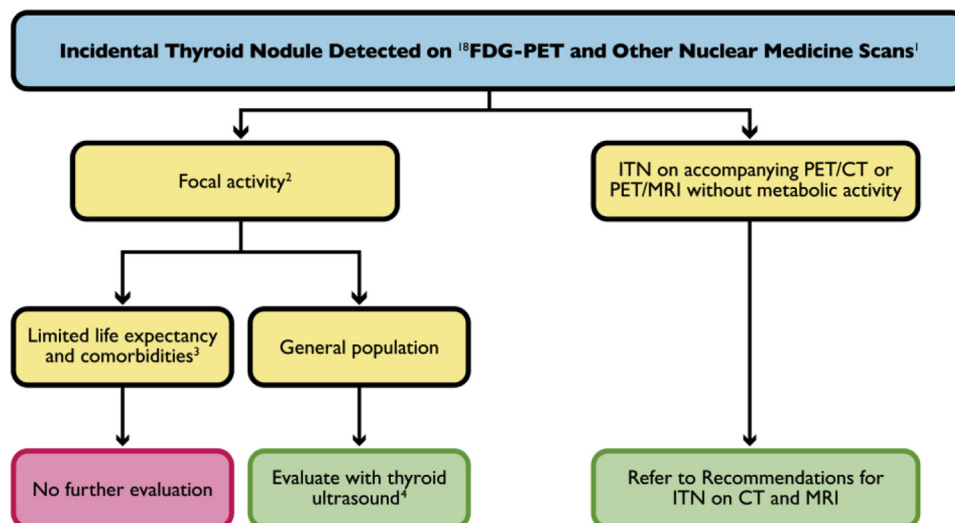 Incidental Thyroid Nodule Detected on ¹⁸FDG-PET and Other Nuclear Medicine Scans¹
Focal activity²
ITN on accompanying PET/CT or
PET/MRI without metabolic activity
Limited life expectancy
and comorbidities³
General population
No further evaluation
Evaluate with thyroid
ultrasound⁴
Refer to Recommendations for
ITN on CT and MRI